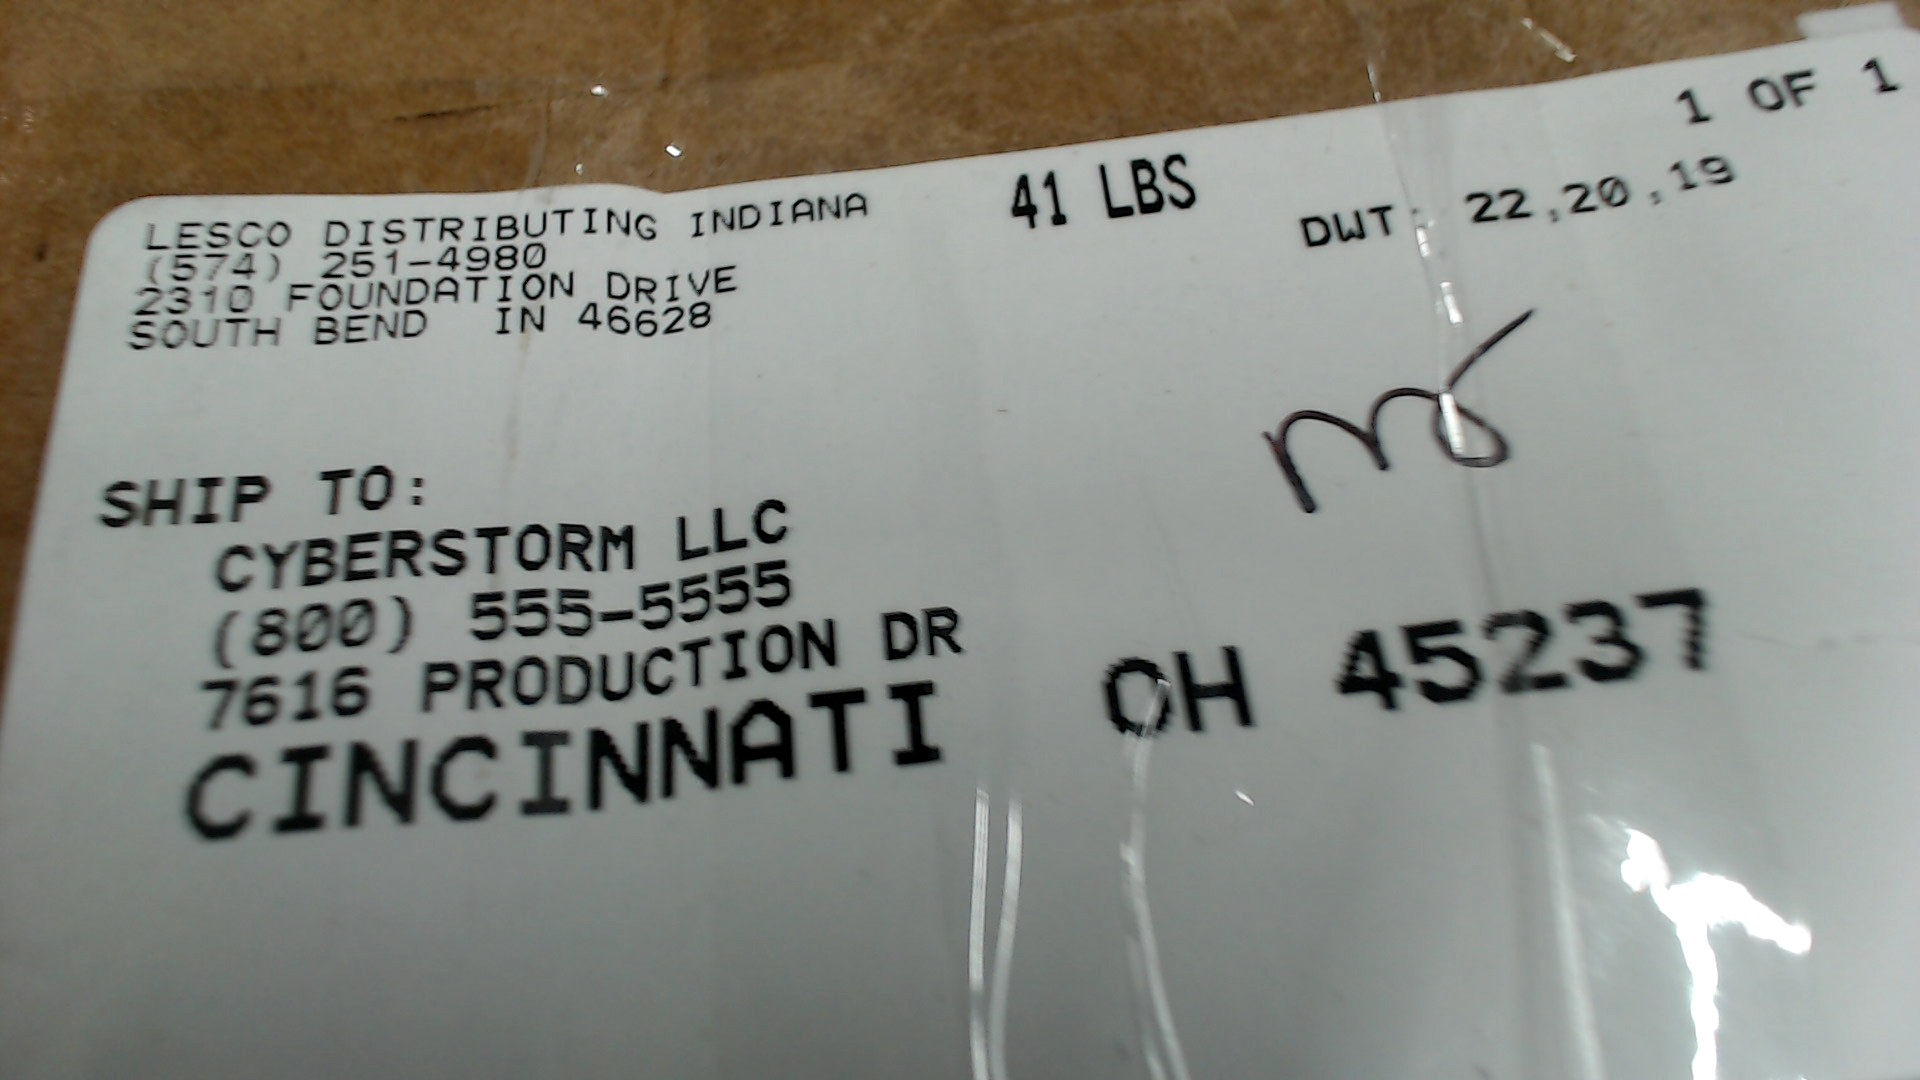 1 OF 1
LESCO DISTRIBUTING INDIANA 41 LBS DWT: 22,20,19
(574) 251-4980
2310 FOUNDATION DRIVE
SOUTH BEND IN 46628
SHIP TO:
CYBERSTORM LLC
(800) 555-5555
7616 PRODUCTION DR
CINCINNATI OH 45237